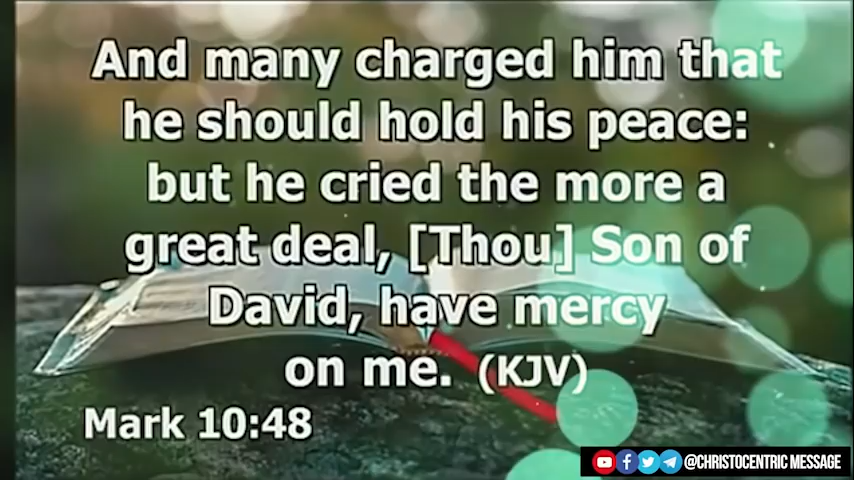 And many charged him that
he should hold his peace:
but he cried the more a
great deal, [Thou] Son of
David, have mercy
on me. (KJV)
Mark 10:48
@CHRISTOCENTRIC MESSAGE